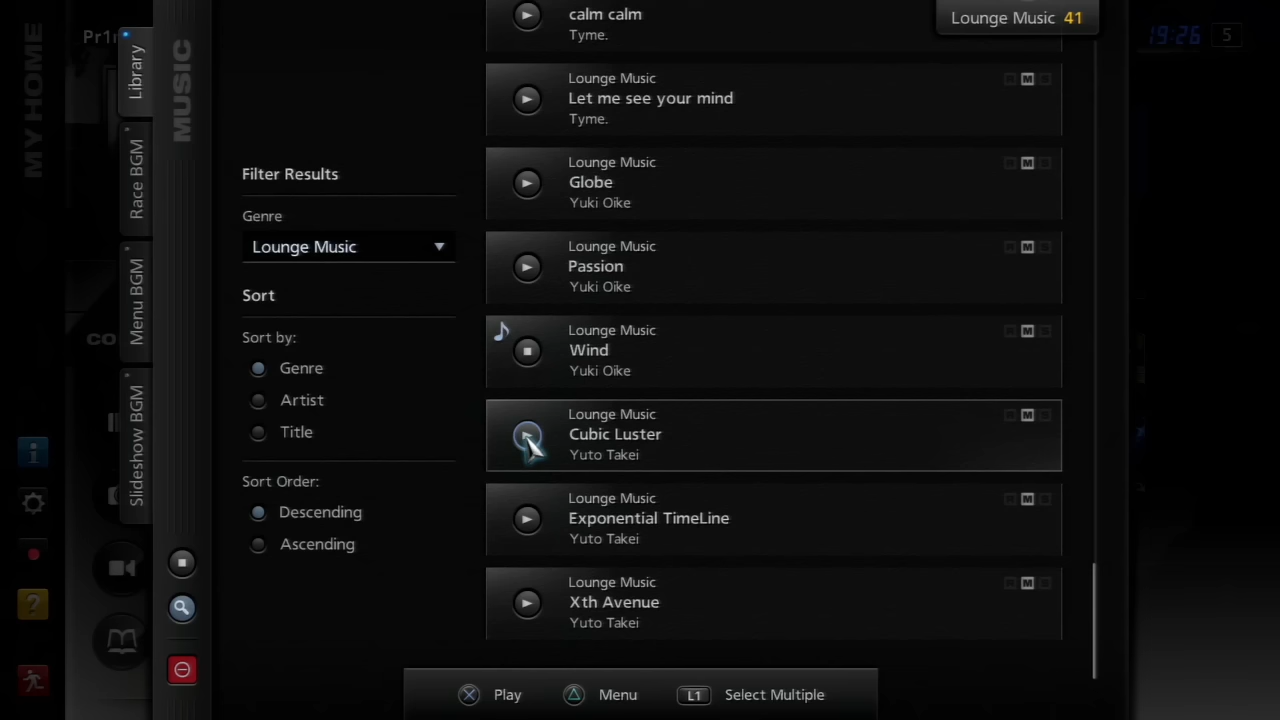 MY HOME
Pr1
Library
Race BGM
Menu BGM
Slideshow BGM
MUSIC
Lounge Music 41
19:26
5
Filter Results
Genre
Lounge Music
Sort
Sort by:
Genre
Artist
Title
Sort Order:
Descending
Ascending
calm calm
Tyme.
Lounge Music
Let me see your mind
Tyme.
M
Lounge Music
Globe
Yuki Oike
M
Lounge Music
Passion
Yuki Oike
M
Lounge Music
Wind
Yuki Oike
M
Lounge Music
Cubic Luster
Yuto Takei
M
Lounge Music
Exponential TimeLine
Yuto Takei
M
Lounge Music
Xth Avenue
Yuto Takei
M
Play
Menu
L1 Select Multiple